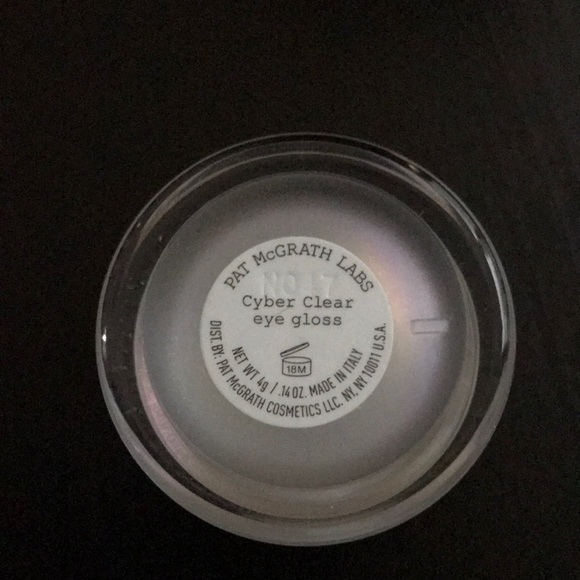 PAT McGRATH LABS
NO 17
Cyber Clear
eye gloss
18M
NET WT 4g / .14 OZ. MADE IN ITALY
DIST. BY: PAT McGRATH COSMETICS LLC. NY, NY 10011 U.S.A.